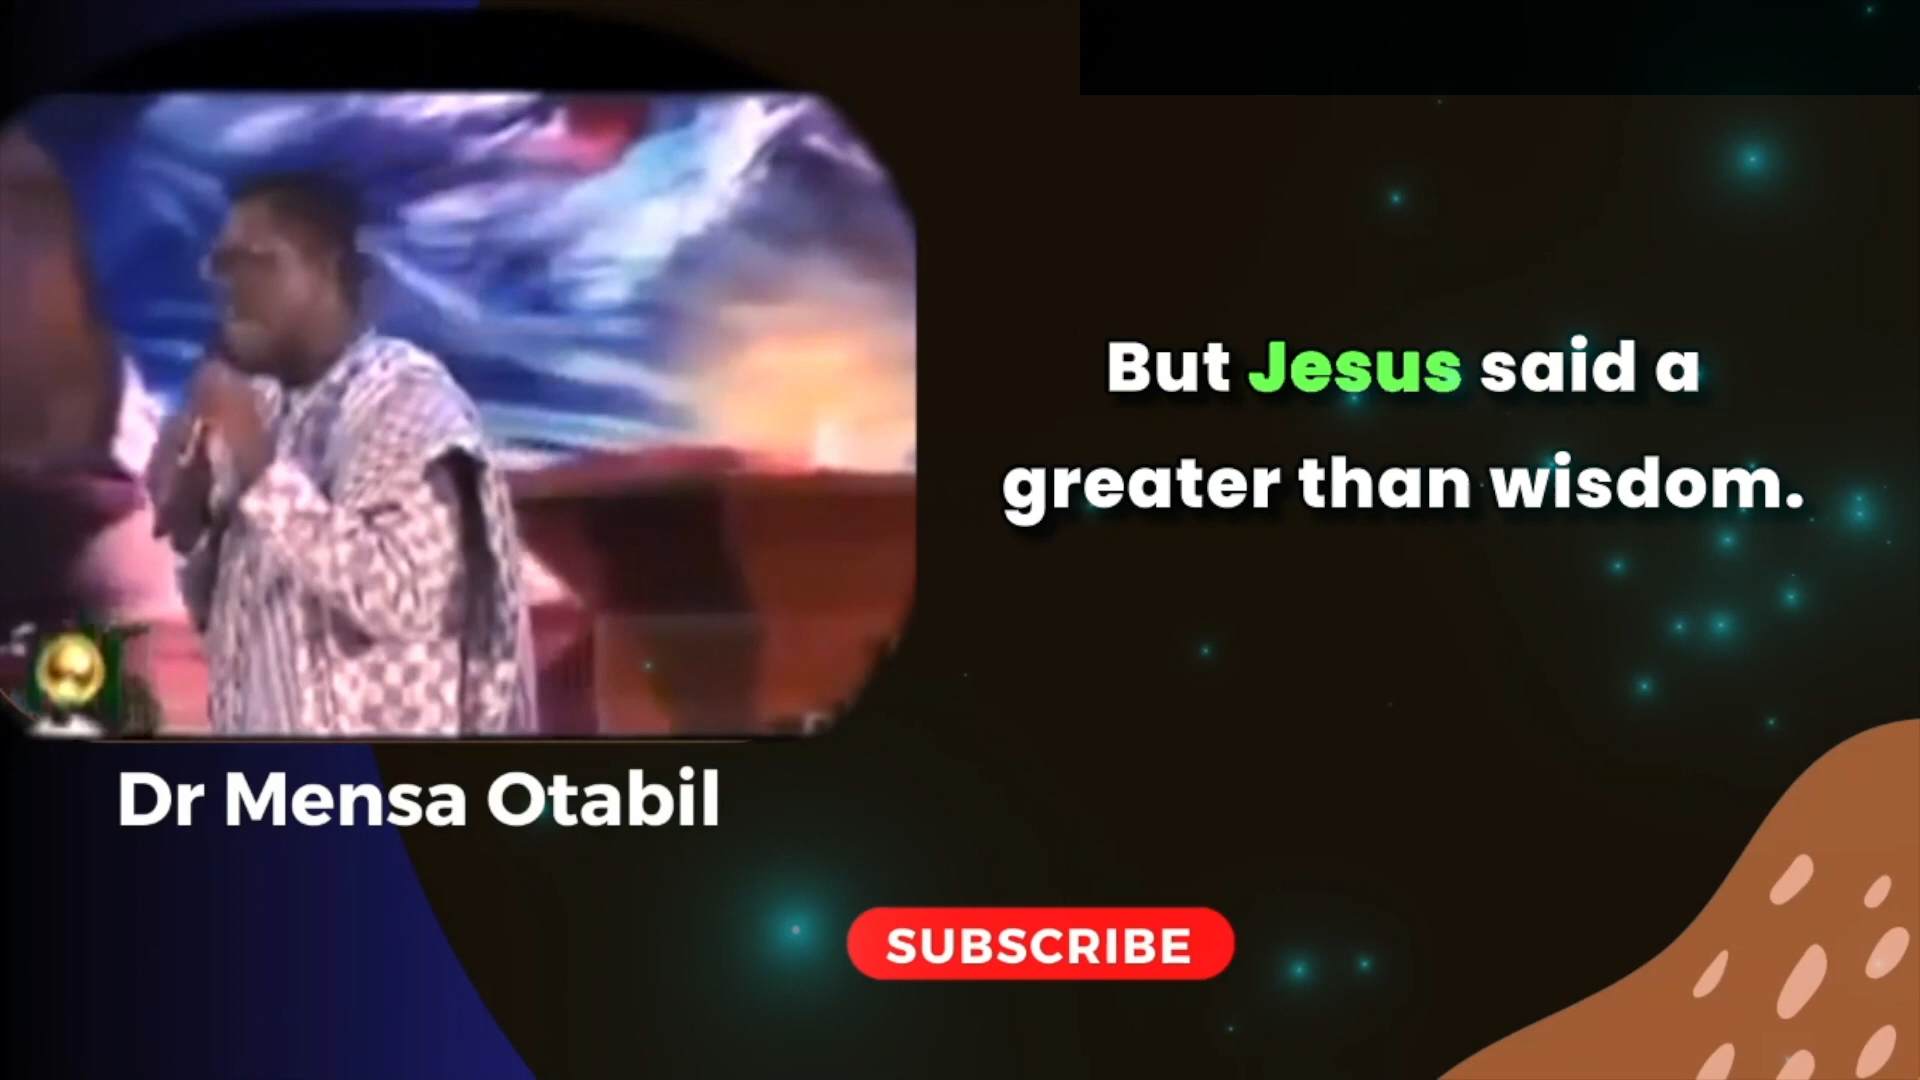 But Jesus said a
greater than wisdom.
Dr Mensa Otabil
SUBSCRIBE